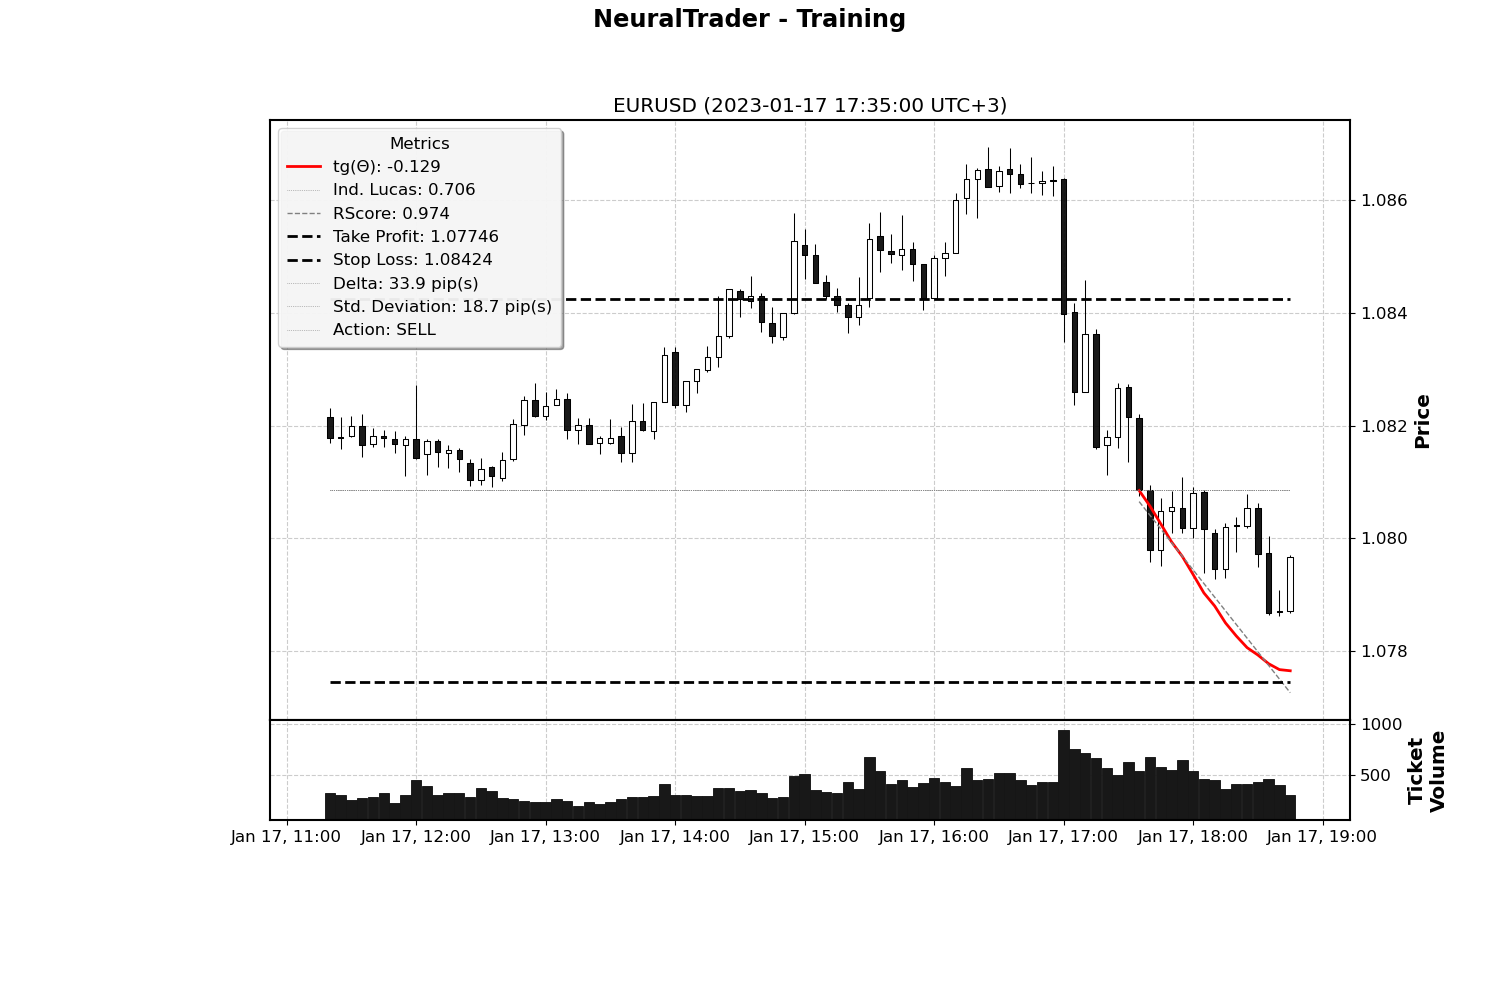 NeuralTrader - Training
EURUSD (2023-01-17 17:35:00 UTC+3)
Metrics
tg(Θ): -0.129
Ind. Lucas: 0.706
RScore: 0.974
Take Profit: 1.07746
Stop Loss: 1.08424
Delta: 33.9 pip(s)
Std. Deviation: 18.7 pip(s)
Action: SELL
1.086
1.084
1.082
1.080
1.078
Price
1000
500
Ticket
Volume
Jan 17, 11:00
Jan 17, 12:00
Jan 17, 13:00
Jan 17, 14:00
Jan 17, 15:00
Jan 17, 16:00
Jan 17, 17:00
Jan 17, 18:00
Jan 17, 19:00